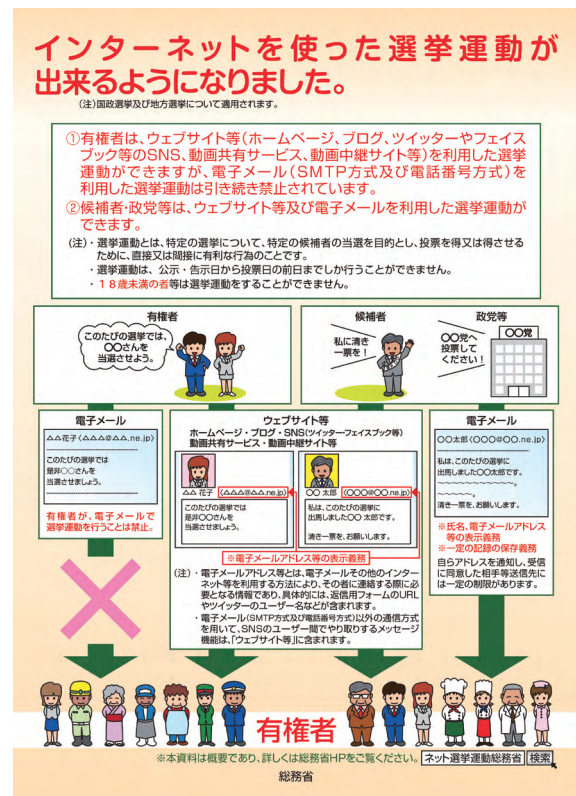 インターネットを使った選挙運動が
出来るようになりました。
(注)国政選挙及び地方選挙について適用されます。
①有権者は、ウェブサイト等(ホームページ、ブログ、ツイッターやフェイス
ブック等のSNS、動画共有サービス、動画中継サイト等)を利用した選挙
運動ができますが、電子メール(SMTP方式及び電話番号方式)を
利用した選挙運動は引き続き禁止されています。
②候補者・政党等は、ウェブサイト等及び電子メールを利用した選挙運動が
できます。
(注)・選挙運動とは、特定の選挙について、特定の候補者の当選を目的とし、投票を得又は得させる
ために、直接又は間接に有利な行為のことです。
・選挙運動は、公示・告示日から投票日の前日までしか行うことができません。
・18歳未満の者等は選挙運動をすることができません。
有権者
このたびの選挙では、
〇〇さんを
当選させよう。
候補者
私に清き
一票を!
政党等
〇〇党へ
投票して
ください!
〇〇党
電子メール
△△花子〈△△△@△△.ne.jp〉
このたびの選挙では
是非〇〇さんを
当選させましょう。
有権者が、電子メールで
選挙運動を行うことは禁止。
ウェブサイト等
ホームページ・ブログ・SNS(ツイッター・フェイスブック等)
動画共有サービス・動画中継サイト等
△△ 花子 〈△△△@△△.ne.jp〉
このたびの選挙では
是非〇〇さんを
当選させましょう。
〇〇 太郎 〈〇〇〇@〇〇.ne.jp〉
私は、このたびの選挙に
出馬しました〇〇 太郎です。
清き一票を、お願いします。
※電子メールアドレス等の表示義務
(注)・電子メールアドレス等とは、電子メールその他のインター
ネット等を利用する方法により、その者に連絡する際に必
要となる情報であり、具体的には、返信用フォームのURL
やツイッターのユーザー名などが含まれます。
・電子メール(SMTP方式及び電話番号方式)以外の通信方式
を用いて、SNSのユーザー間でやり取りするメッセージ
機能は、「ウェブサイト等」に含まれます。
電子メール
〇〇太郎〈〇〇〇@〇〇.ne.jp〉
私は、このたびの選挙に
出馬しました〇〇太郎です。
~~~~~~~~~~~~~、
~~~~~~。
清き一票を、お願いします。
※氏名、電子メールアドレス
等の表示義務
※一定の記録の保存義務
自らアドレスを通知し、受信
に同意した相手等送信先に
は一定の制限があります。
有権者
※本資料は概要であり、詳しくは総務省HPをご覧ください。 ネット選挙運動総務省 検索
総務省